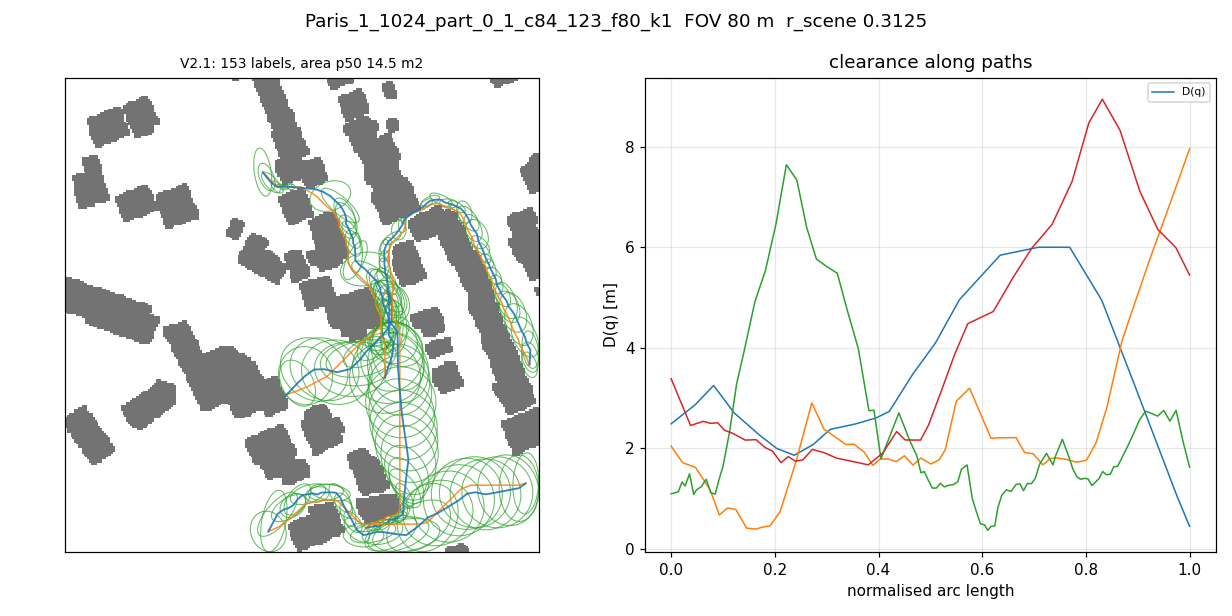 Paris_1_1024_part_0_1_c84_123_f80_k1  FOV 80 m  r_scene 0.3125
V2.1: 153 labels, area p50 14.5 m2
clearance along paths
D(q)
D(q) [m]
8
6
4
2
0
0.0 0.2 0.4 0.6 0.8 1.0
normalised arc length